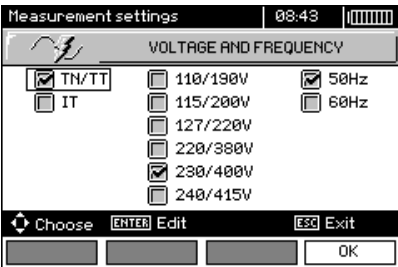 Measurement settings 08:43
VOLTAGE AND FREQUENCY
TN/TT 110/190V 50Hz
IT 115/200V 60Hz
127/220V
220/380V
230/400V
240/415V
Choose ENTER Edit ESC Exit
OK